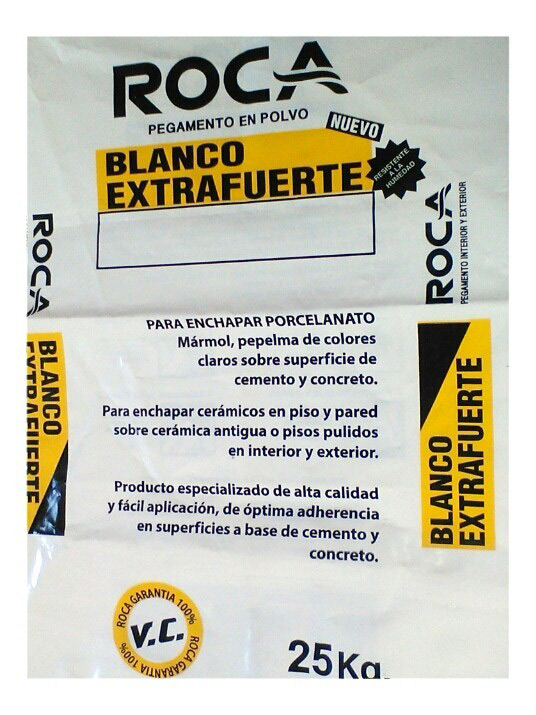 ROCA
PEGAMENTO EN POLVO
NUEVO
BLANCO
EXTRAFUERTE
RESISTENTE
A LA
HUMEDAD
ROCA
PEGAMENTO INTERIOR Y EXTERIOR
ROCA
PARA ENCHAPAR PORCELANATO
Mármol, pepelma de colores
claros sobre superficie de
cemento y concreto.
BLANCO
EXTRAFUERTE
BLANCO
EXTRAFUERTE
Para enchapar cerámicos en piso y pared
sobre cerámica antigua o pisos pulidos
en interior y exterior.
Producto especializado de alta calidad
y fácil aplicación, de óptima adherencia
en superficies a base de cemento y
concreto.
ROCA GARANTIA 100%
V.C.
ROCA GARANTIA 100%
25Kg.